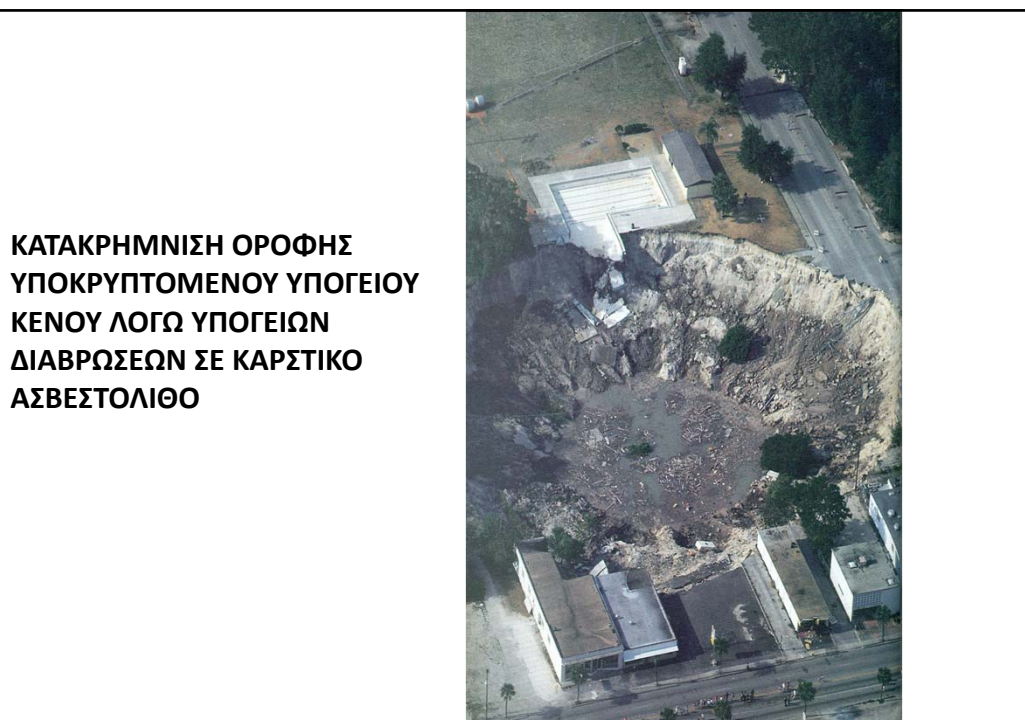 ΚΑΤΑΚΡΗΜΝΙΣΗ ΟΡΟΦΗΣ
ΥΠΟΚΡΥΠΤΟΜΕΝΟΥ ΥΠΟΓΕΙΟΥ
ΚΕΝΟΥ ΛΟΓΩ ΥΠΟΓΕΙΩΝ
ΔΙΑΒΡΩΣΕΩΝ ΣΕ ΚΑΡΣΤΙΚΟ
ΑΣΒΕΣΤΟΛΙΘΟ